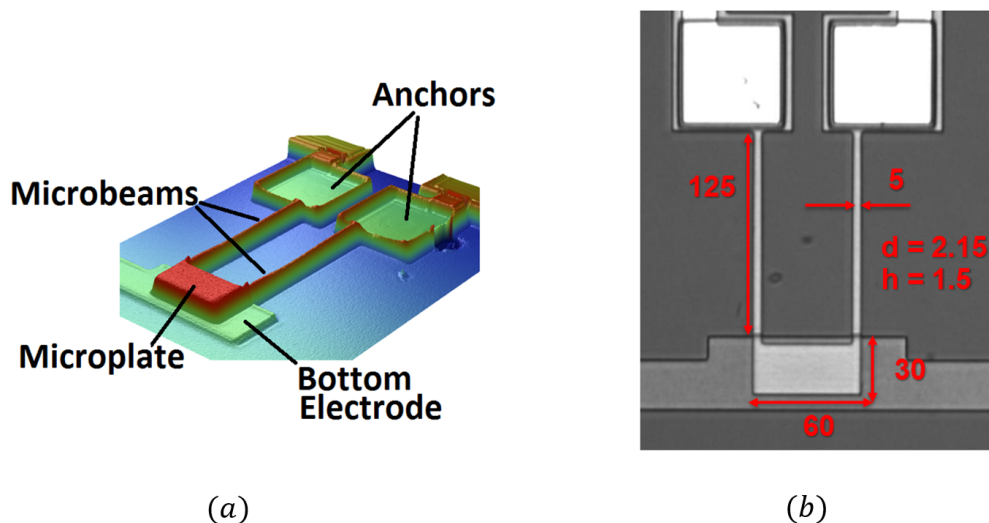 Anchors
Microbeams
Microplate
Bottom
Electrode
(a)
125
5
d = 2.15
h = 1.5
30
60
(b)